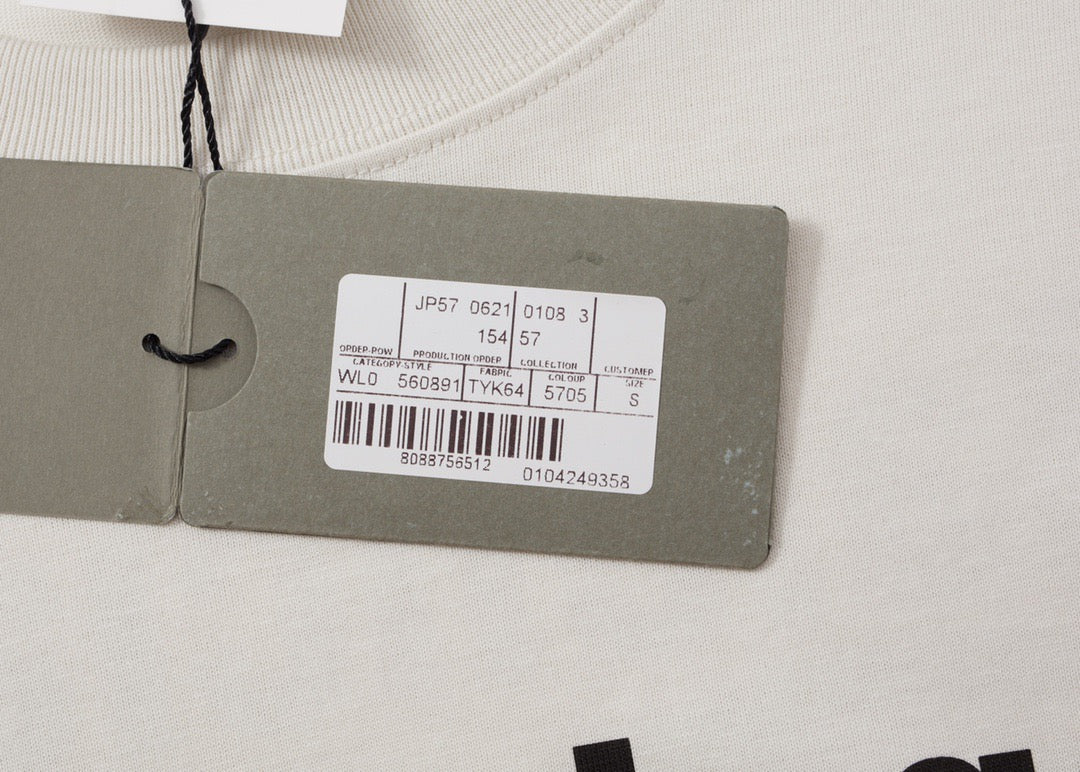 JP57 0621 0108 3
154 57
ORDER-ROW PRODUCTION ORDER COLLECTION CUSTOMER
CATEGORY-STYLE FABRIC COLOUR SIZE
WL0 560891 TYK64 5705 S
8088756512 0104249358